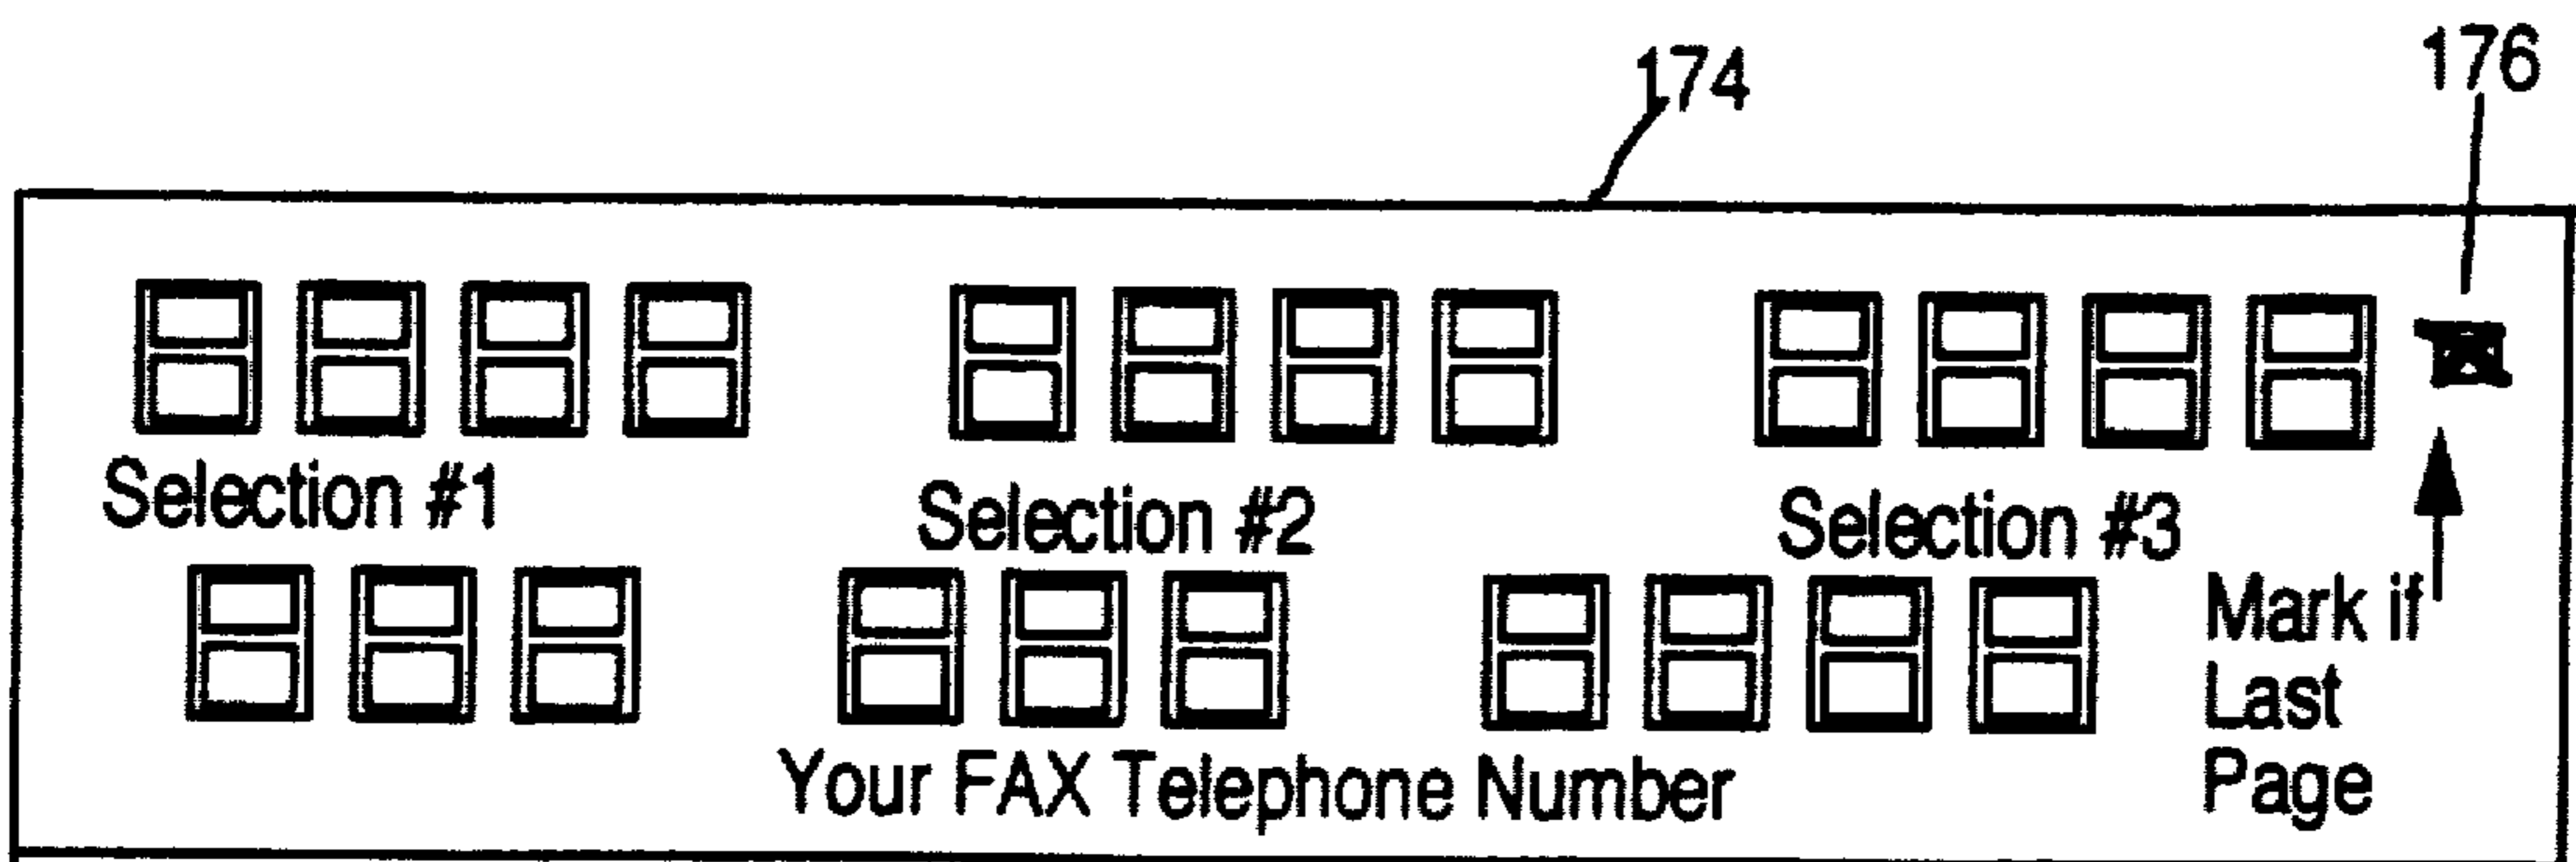 174
176
Selection #1
Selection #2
Selection #3
Mark if
Last
Page
Your FAX Telephone Number